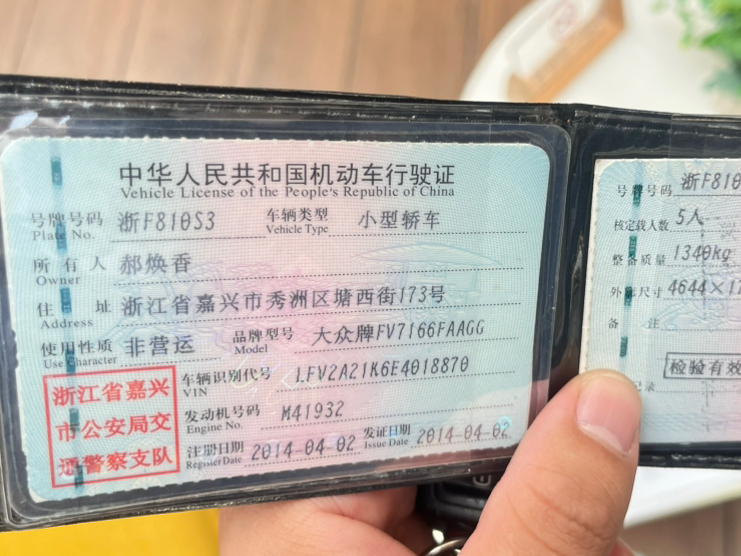 中华人民共和国机动车行驶证
Vehicle License of the People's Republic of China
号牌号码 浙F810S3 车辆类型 小型轿车
Plate No. Vehicle Type
所有人 郝焕香
Owner
住址 浙江省嘉兴市秀洲区塘西街173号
Address
使用性质 非营运 品牌型号 大众牌FV7166FAAGG
Use Character Model
浙江省嘉兴
市公安局交
通警察支队
车辆识别代号 LFV2A21K6E4018870
VIN
发动机号码 M41932
Engine No.
注册日期 2014-04-02 发证日期 2014-04-02
Register Date Issue Date
号牌号码 浙F810
核定载人数 5人
整备质量 1340kg
外廓尺寸 4644×17
备注
检验有效
记录